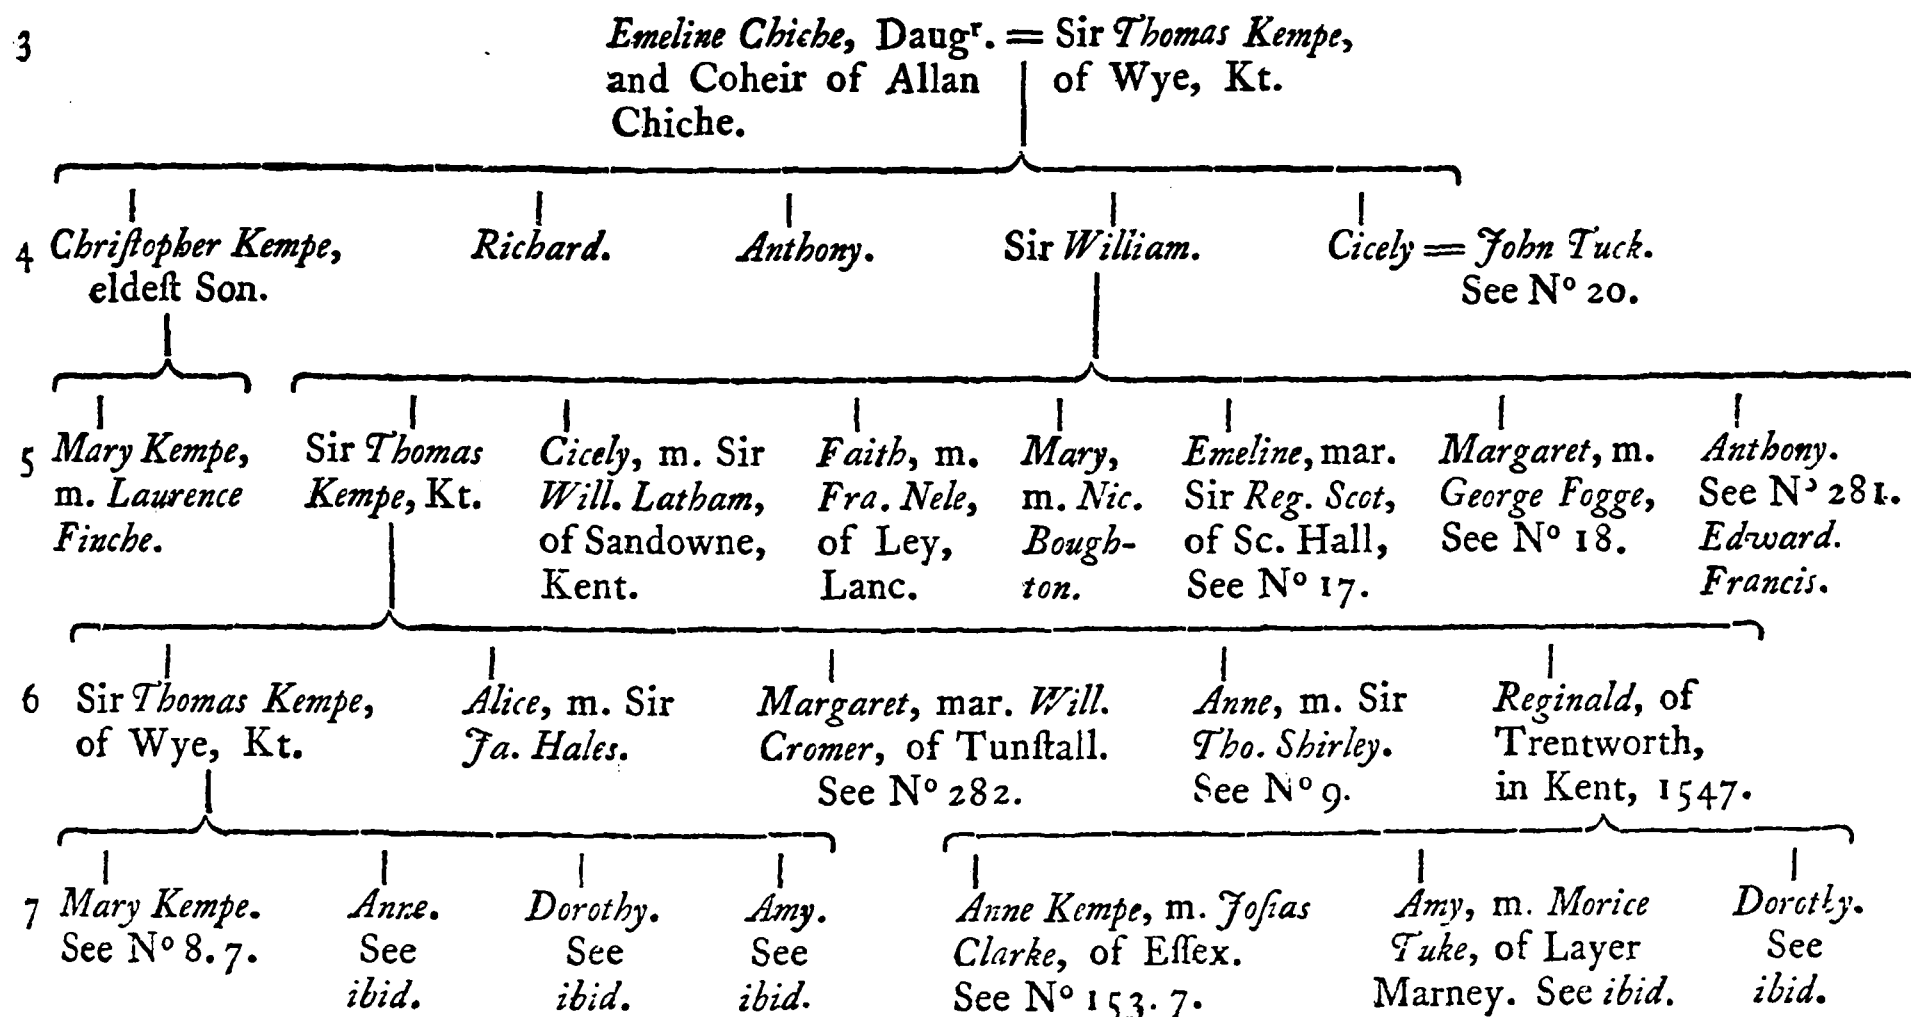 3
Emeline Chiche, Daugʳ. = Sir Thomas Kempe,
and Coheir of Allan
of Wye, Kt.
Chiche.
4
Chriſtopher Kempe,
eldeſt Son.
Richard.
Anthony.
Sir William.
Cicely = John Tuck.
See Nº 20.
5
Mary Kempe,
m. Laurence
Finche.
Sir Thomas
Kempe, Kt.
Cicely, m. Sir
Will. Latham,
of Sandowne,
Kent.
Faith, m.
Fra. Nele,
of Ley,
Lanc.
Mary,
m. Nic.
Bough-
ton.
Emeline, mar.
Sir Reg. Scot,
of Sc. Hall,
See Nº 17.
Margaret, m.
George Fogge,
See Nº 18.
Anthony.
See Nº 281.
Edward.
Francis.
6
Sir Thomas Kempe,
of Wye, Kt.
Alice, m. Sir
Ja. Hales.
Margaret, mar. Will.
Cromer, of Tunſtall.
See Nº 282.
Anne, m. Sir
Tho. Shirley.
See Nº 9.
Reginald, of
Trentworth,
in Kent, 1547.
7
Mary Kempe.
See Nº 8. 7.
Anne.
See
ibid.
Dorothy.
See
ibid.
Amy.
See
ibid.
Anne Kempe, m. Joſias
Clarke, of Eſſex.
See Nº 153. 7.
Amy, m. Morice
Tuke, of Layer
Marney. See ibid.
Dorothy.
See
ibid.